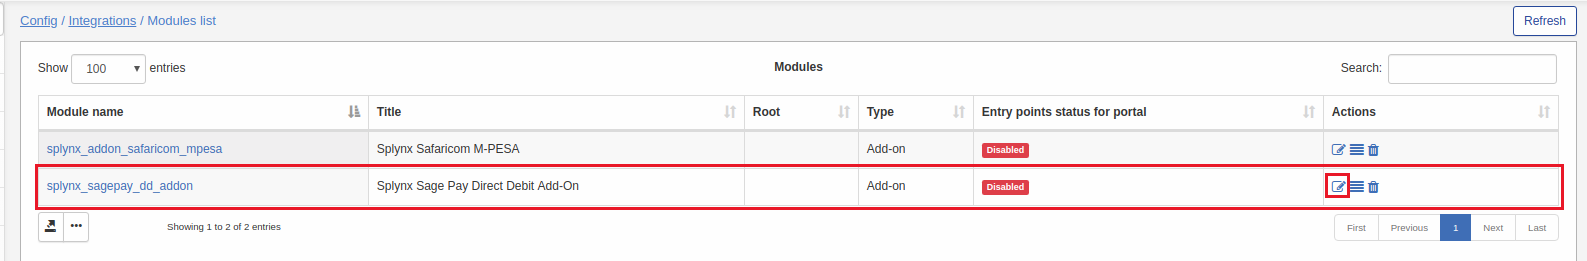 Config / Integrations / Modules list
Refresh
Show 100 entries
Modules
Search:
Module name Title Root Type Entry points status for portal Actions
splynx_addon_safaricom_mpesa Splynx Safaricom M-PESA Add-on Disabled
splynx_sagepay_dd_addon Splynx Sage Pay Direct Debit Add-On Add-on Disabled
Showing 1 to 2 of 2 entries
First Previous 1 Next Last